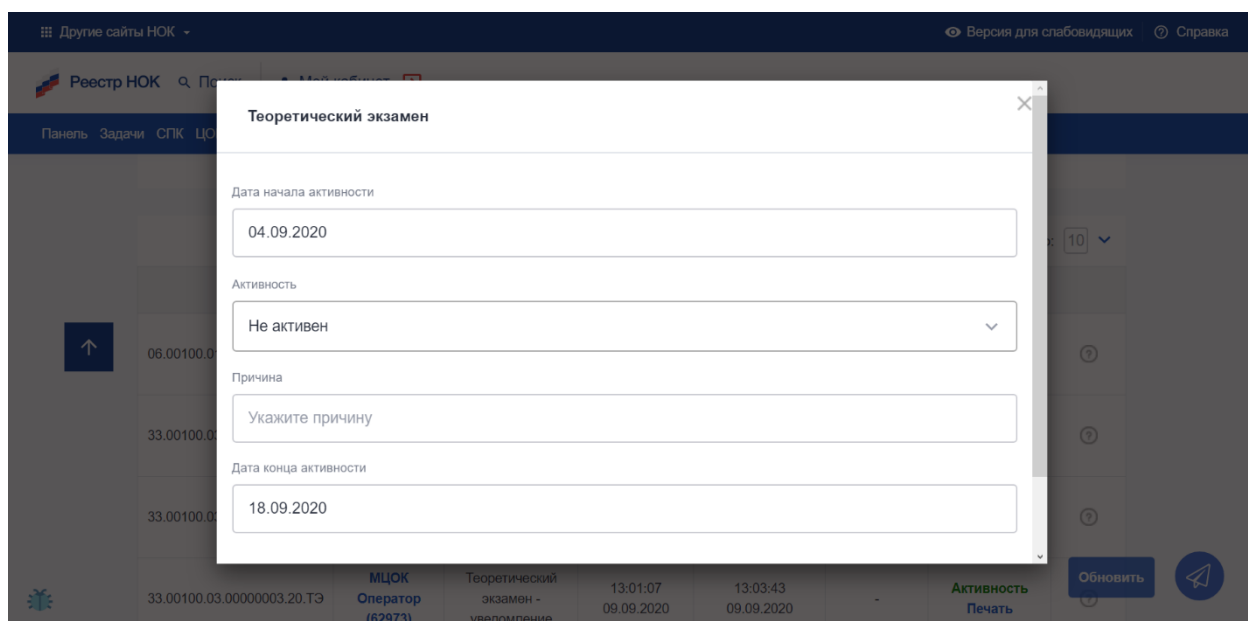 Другие сайты НОК
Версия для слабовидящих
Справка
Реестр НОК
Теоретический экзамен
Панель Задачи СПК
Дата начала активности
04.09.2020
10
Активность
Не активен
06.00100.0
Причина
Укажите причину
33.00100.0
Дата конца активности
18.09.2020
33.00100.0
Обновить
33.00100.03.00000003.20.ТЭ
МЦОК
Оператор
(62973)
Теоретический
экзамен -
уведомление
13:01:07
09.09.2020
13:03:43
09.09.2020
-
Активность
Печать